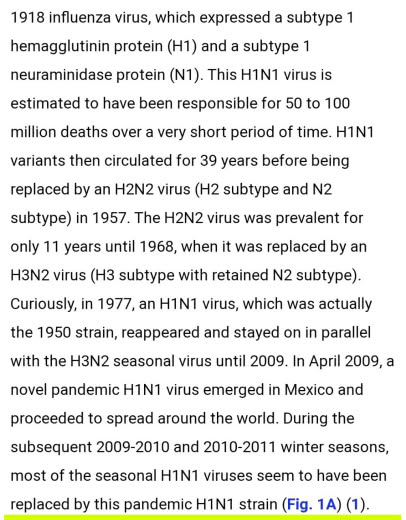 1918 influenza virus, which expressed a subtype 1
hemagglutinin protein (H1) and a subtype 1
neuraminidase protein (N1). This H1N1 virus is
estimated to have been responsible for 50 to 100
million deaths over a very short period of time. H1N1
variants then circulated for 39 years before being
replaced by an H2N2 virus (H2 subtype and N2
subtype) in 1957. The H2N2 virus was prevalent for
only 11 years until 1968, when it was replaced by an
H3N2 virus (H3 subtype with retained N2 subtype).
Curiously, in 1977, an H1N1 virus, which was actually
the 1950 strain, reappeared and stayed on in parallel
with the H3N2 seasonal virus until 2009. In April 2009, a
novel pandemic H1N1 virus emerged in Mexico and
proceeded to spread around the world. During the
subsequent 2009-2010 and 2010-2011 winter seasons,
most of the seasonal H1N1 viruses seem to have been
replaced by this pandemic H1N1 strain (Fig. 1A) (1).